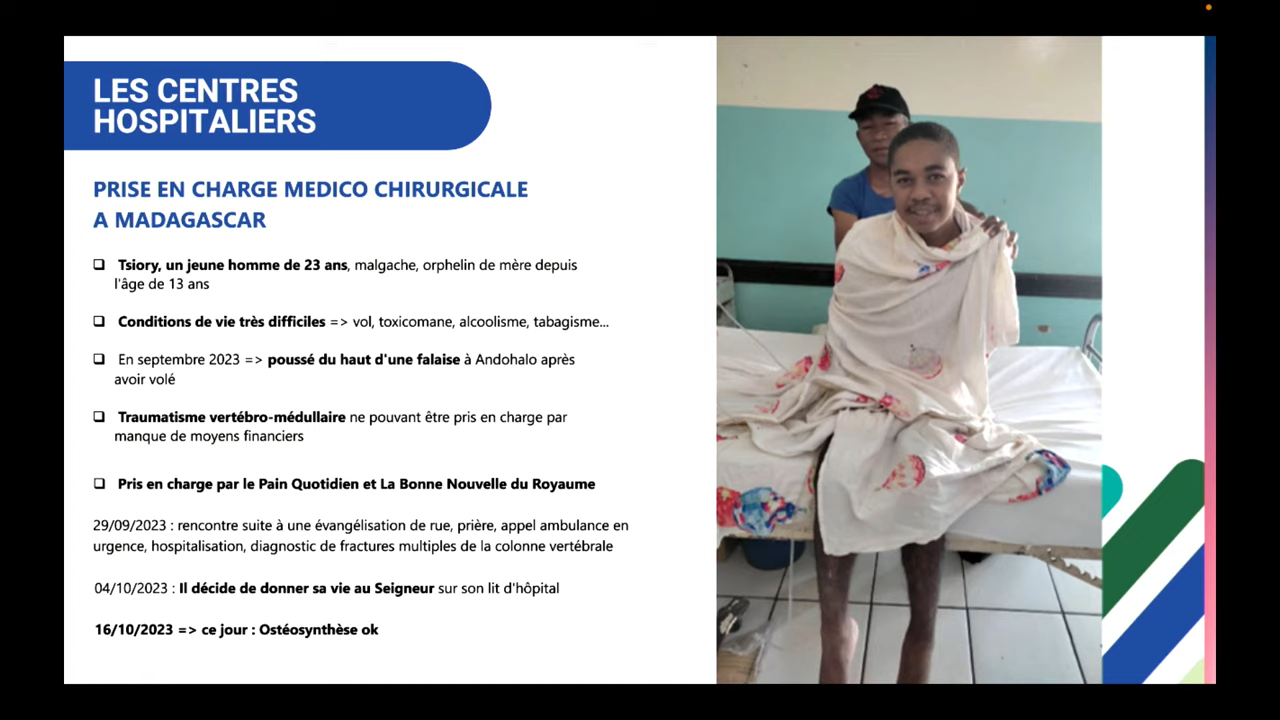 LES CENTRES
HOSPITALIERS
PRISE EN CHARGE MEDICO CHIRURGICALE
A MADAGASCAR
Tsiory, un jeune homme de 23 ans, malgache, orphelin de mère depuis
l'âge de 13 ans
Conditions de vie très difficiles => vol, toxicomane, alcoolisme, tabagisme...
En septembre 2023 => poussé du haut d'une falaise à Andohalo après
avoir volé
Traumatisme vertébro-médullaire ne pouvant être pris en charge par
manque de moyens financiers
Pris en charge par le Pain Quotidien et La Bonne Nouvelle du Royaume
29/09/2023 : rencontre suite à une évangélisation de rue, prière, appel ambulance en
urgence, hospitalisation, diagnostic de fractures multiples de la colonne vertébrale
04/10/2023 : Il décide de donner sa vie au Seigneur sur son lit d'hôpital
16/10/2023 => ce jour : Ostéosynthèse ok